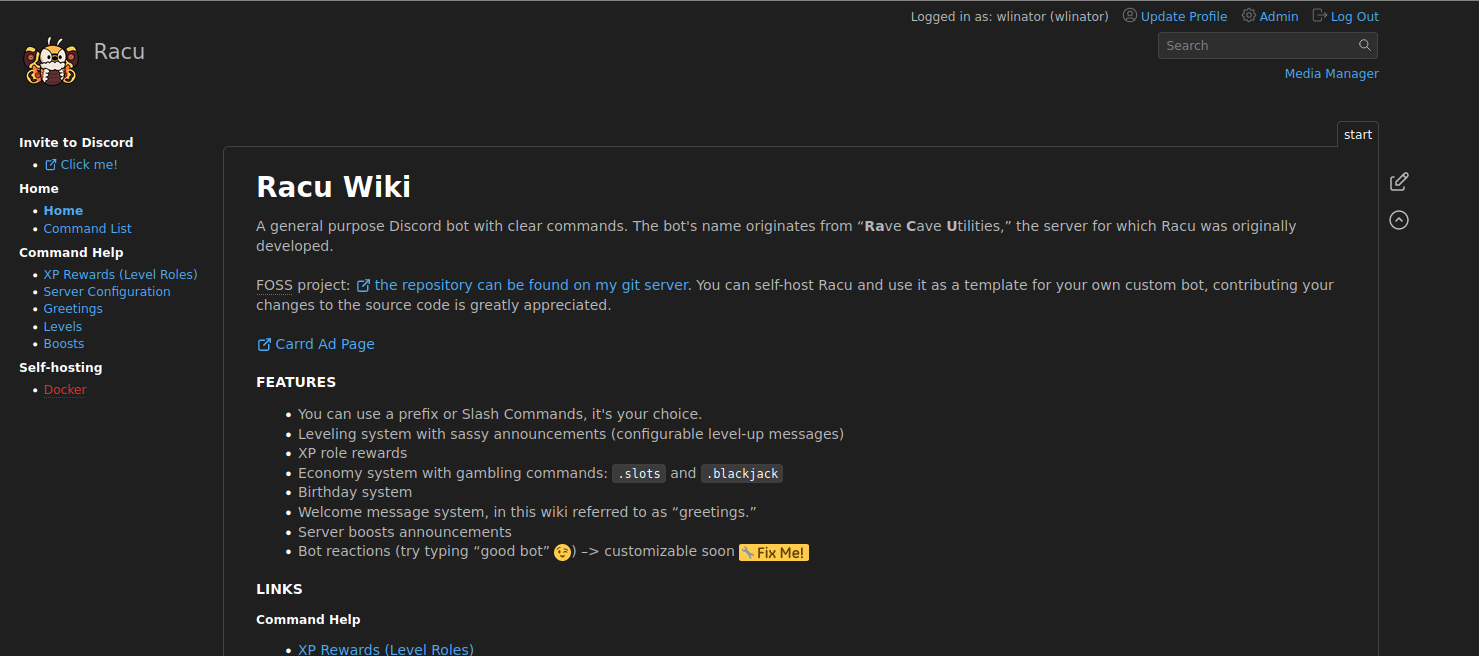 Logged in as: wlinator (wlinator) Update Profile Admin Log Out
Racu
Search
Media Manager
Invite to Discord
Click me!
Home
Home
Command List
Command Help
XP Rewards (Level Roles)
Server Configuration
Greetings
Levels
Boosts
Self-hosting
Docker
start
Racu Wiki
A general purpose Discord bot with clear commands. The bot's name originates from “Rave Cave Utilities,” the server for which Racu was originally
developed.
FOSS project: the repository can be found on my git server. You can self-host Racu and use it as a template for your own custom bot, contributing your
changes to the source code is greatly appreciated.
Carrd Ad Page
FEATURES
You can use a prefix or Slash Commands, it's your choice.
Leveling system with sassy announcements (configurable level-up messages)
XP role rewards
Economy system with gambling commands: .slots and .blackjack
Birthday system
Welcome message system, in this wiki referred to as “greetings.”
Server boosts announcements
Bot reactions (try typing “good bot” 😉) –> customizable soon Fix Me!
LINKS
Command Help
XP Rewards (Level Roles)